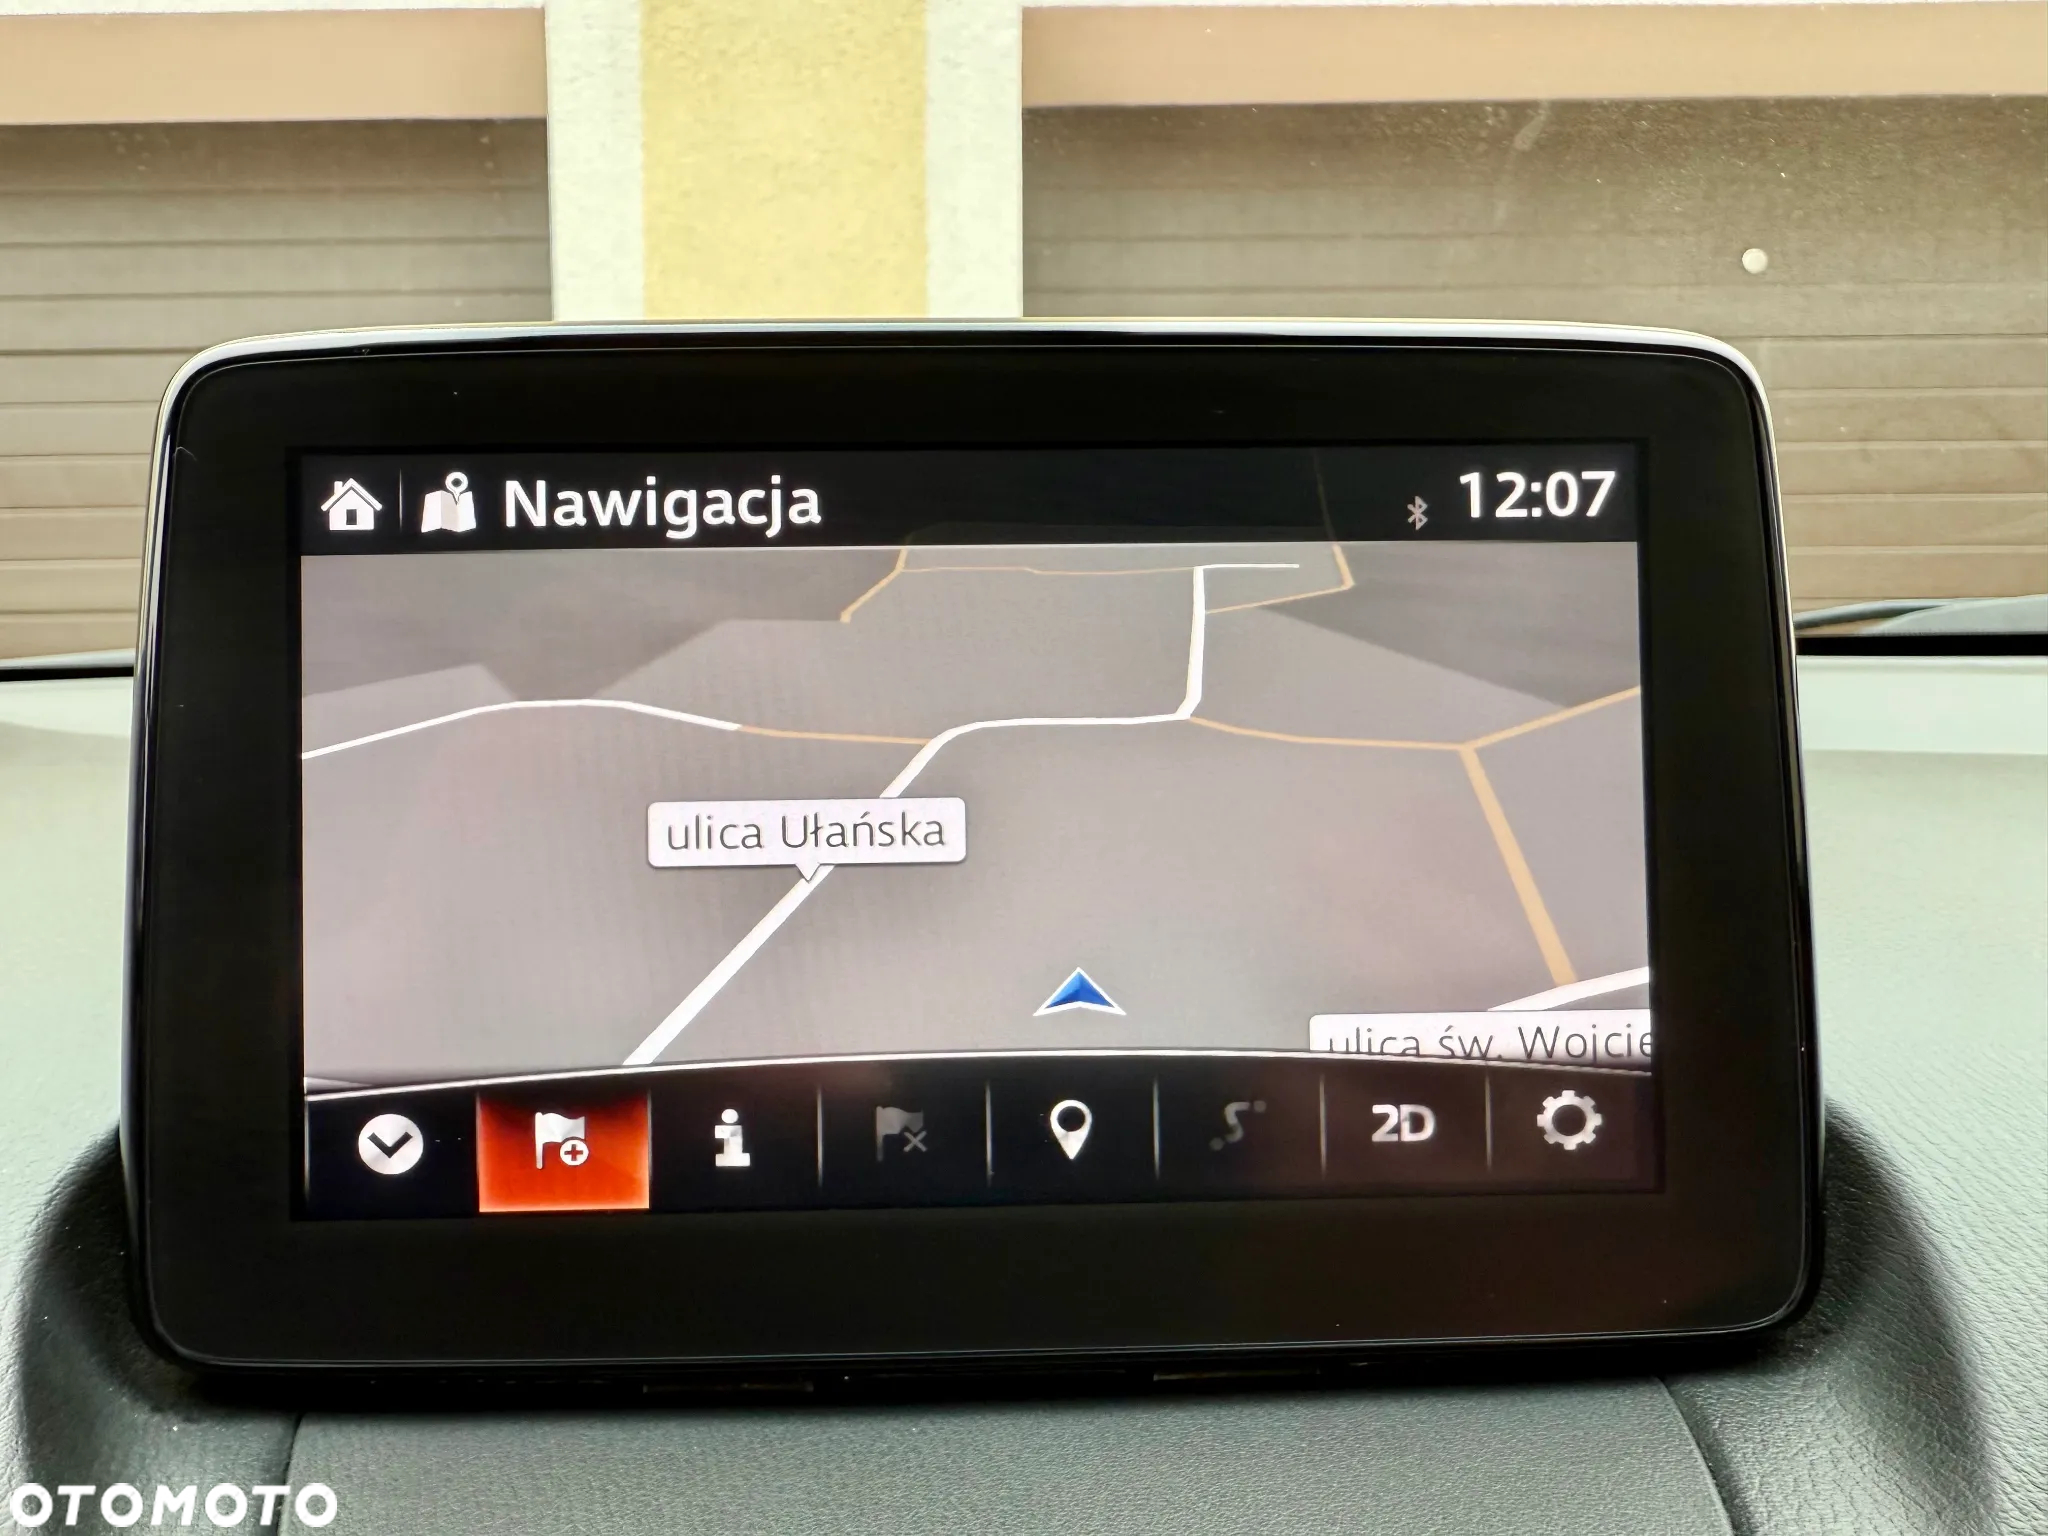 Nawigacja
12:07
ulica Ułańska
ulica św. Wojcie
2D
OTOMOTO